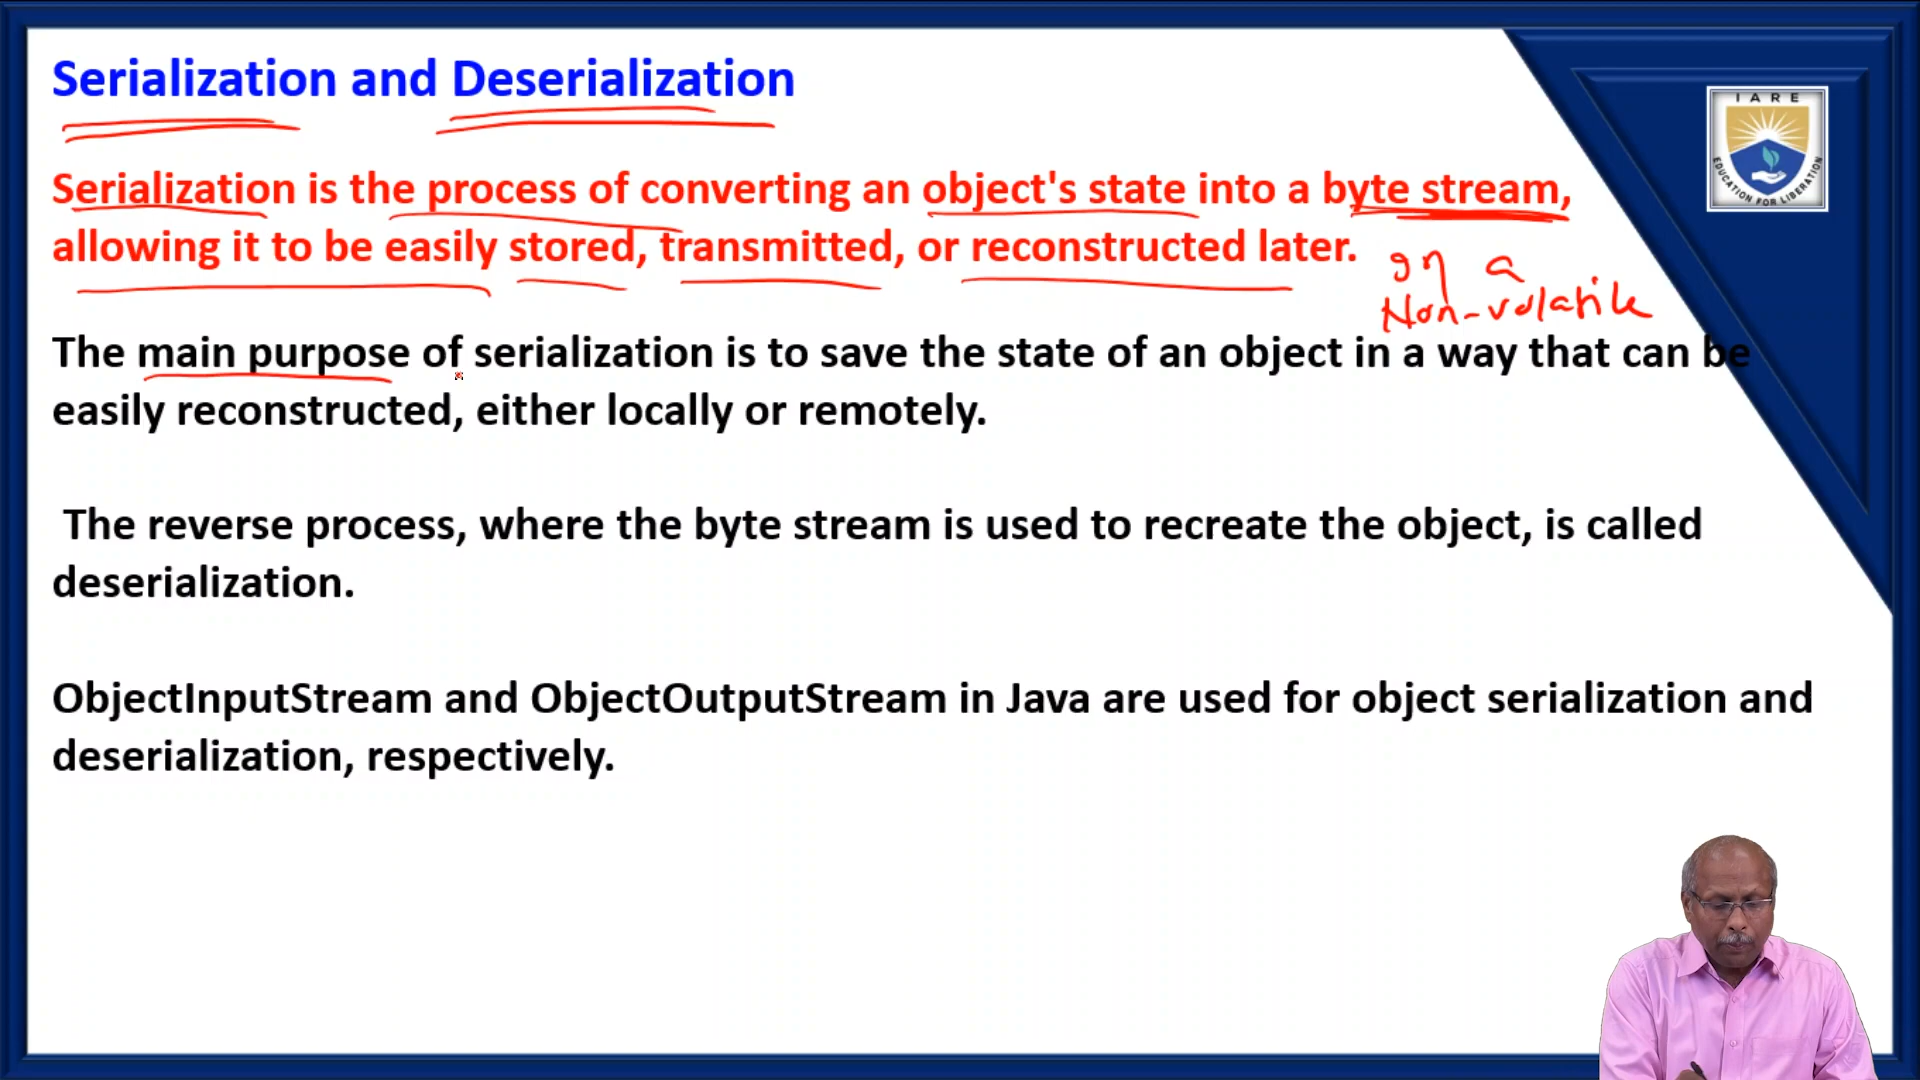 Serialization and Deserialization
IARE
EDUCATION FOR LIBERATION
Serialization is the process of converting an object's state into a byte stream,
allowing it to be easily stored, transmitted, or reconstructed later.
on a
Non-volatile
The main purpose of serialization is to save the state of an object in a way that can be
easily reconstructed, either locally or remotely.
The reverse process, where the byte stream is used to recreate the object, is called
deserialization.
ObjectInputStream and ObjectOutputStream in Java are used for object serialization and
deserialization, respectively.